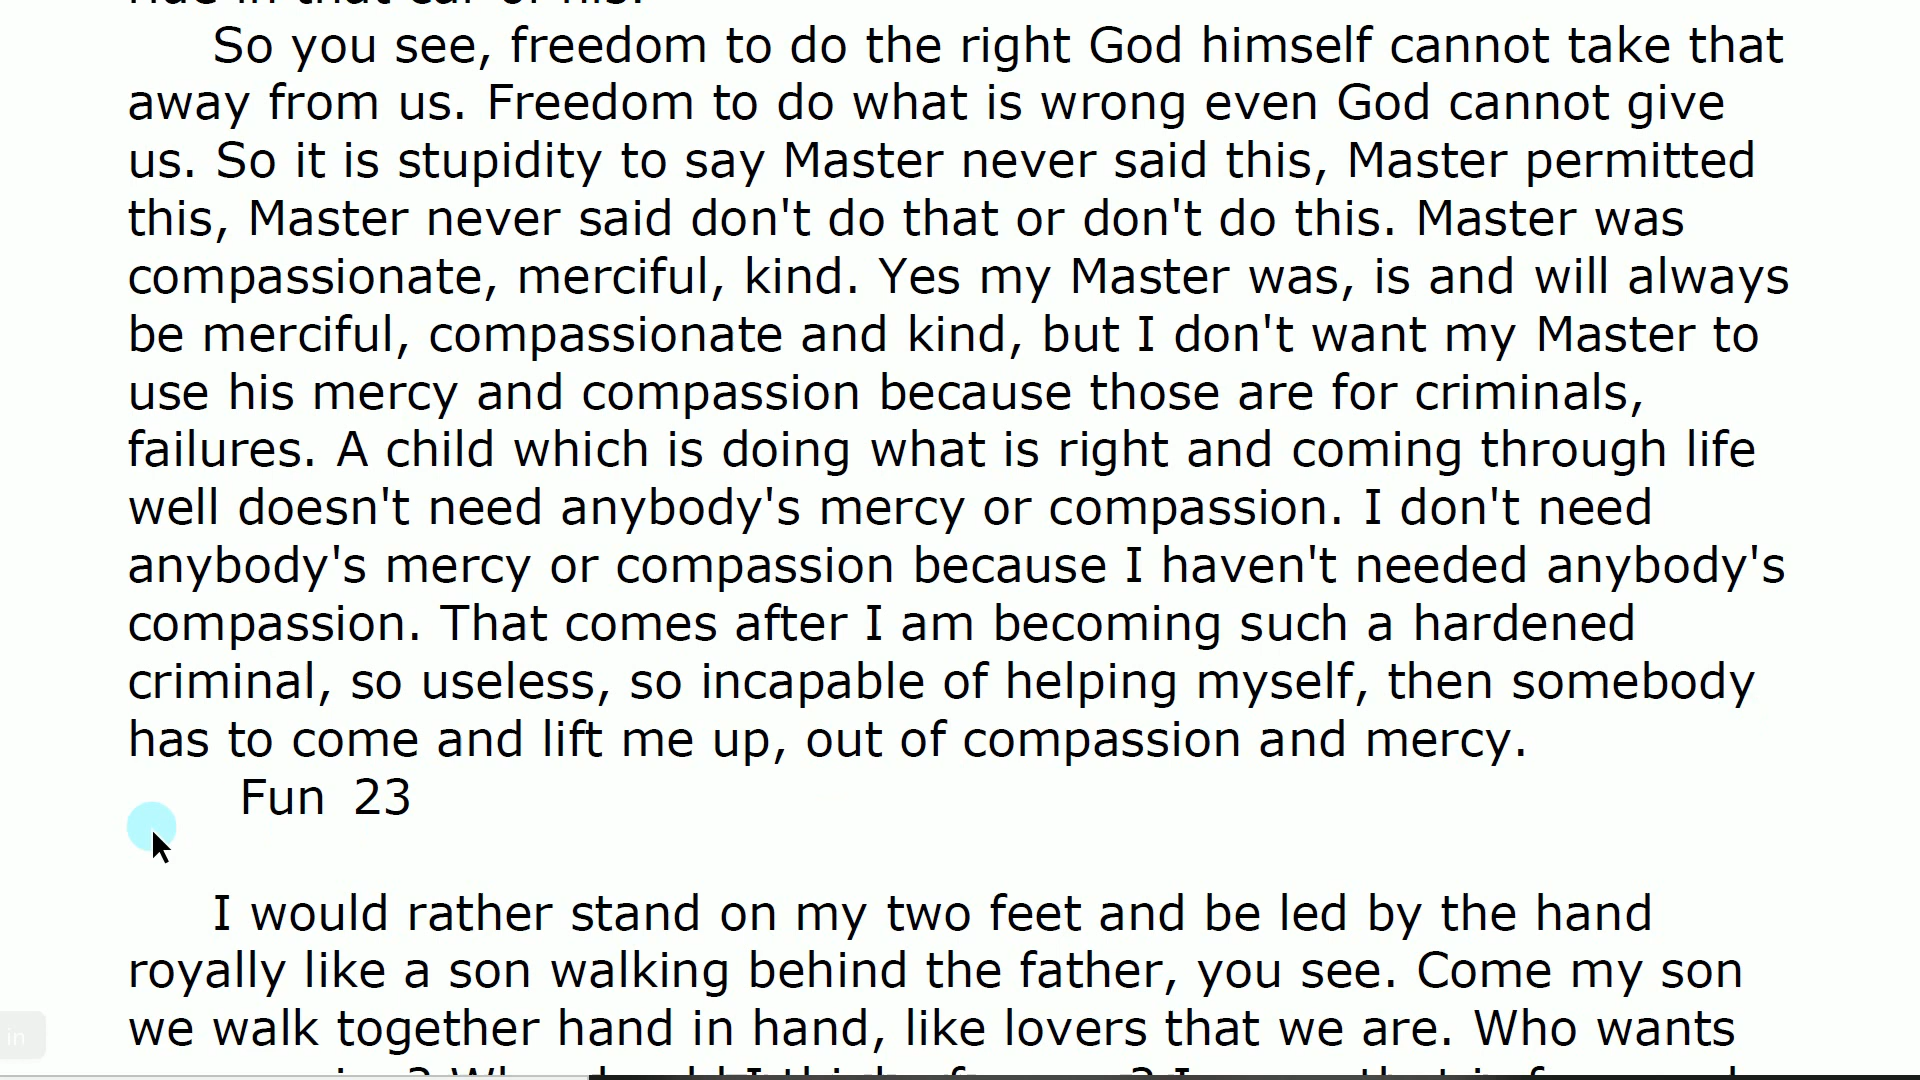 So you see, freedom to do the right God himself cannot take that
away from us. Freedom to do what is wrong even God cannot give
us. So it is stupidity to say Master never said this, Master permitted
this, Master never said don't do that or don't do this. Master was
compassionate, merciful, kind. Yes my Master was, is and will always
be merciful, compassionate and kind, but I don't want my Master to
use his mercy and compassion because those are for criminals,
failures. A child which is doing what is right and coming through life
well doesn't need anybody's mercy or compassion. I don't need
anybody's mercy or compassion because I haven't needed anybody's
compassion. That comes after I am becoming such a hardened
criminal, so useless, so incapable of helping myself, then somebody
has to come and lift me up, out of compassion and mercy.
Fun 23
I would rather stand on my two feet and be led by the hand
royally like a son walking behind the father, you see. Come my son
we walk together hand in hand, like lovers that we are. Who wants
in